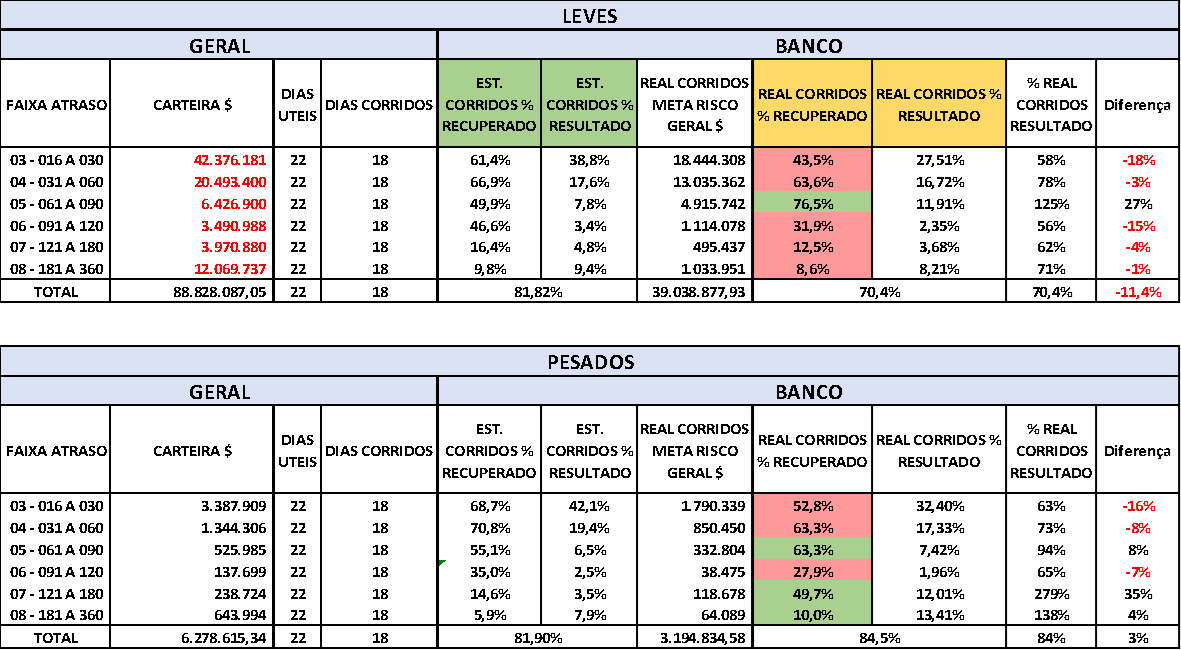 LEVES
GERAL BANCO
FAIXA ATRASO CARTEIRA $ DIAS UTEIS DIAS CORRIDOS EST. CORRIDOS % RECUPERADO EST. CORRIDOS % RESULTADO REAL CORRIDOS META RISCO GERAL $ REAL CORRIDOS % RECUPERADO REAL CORRIDOS % RESULTADO % REAL CORRIDOS RESULTADO Diferença
03 - 016 A 030 42.376.181 22 18 61,4% 38,8% 18.444.308 43,5% 27,51% 58% -18%
04 - 031 A 060 20.493.400 22 18 66,9% 17,6% 13.035.362 63,6% 16,72% 78% -3%
05 - 061 A 090 6.426.900 22 18 49,9% 7,8% 4.915.742 76,5% 11,91% 125% 27%
06 - 091 A 120 3.490.988 22 18 46,6% 3,4% 1.114.078 31,9% 2,35% 56% -15%
07 - 121 A 180 3.970.880 22 18 16,4% 4,8% 495.437 12,5% 3,68% 62% -4%
08 - 181 A 360 12.069.737 22 18 9,8% 9,4% 1.033.951 8,6% 8,21% 71% -1%
TOTAL 88.828.087,05 22 18 81,82% 39.038.877,93 70,4% 70,4% -11,4%
PESADOS
GERAL BANCO
FAIXA ATRASO CARTEIRA $ DIAS UTEIS DIAS CORRIDOS EST. CORRIDOS % RECUPERADO EST. CORRIDOS % RESULTADO REAL CORRIDOS META RISCO GERAL $ REAL CORRIDOS % RECUPERADO REAL CORRIDOS % RESULTADO % REAL CORRIDOS RESULTADO Diferença
03 - 016 A 030 3.387.909 22 18 68,7% 42,1% 1.790.339 52,8% 32,40% 63% -16%
04 - 031 A 060 1.344.306 22 18 70,8% 19,4% 850.450 63,3% 17,33% 73% -8%
05 - 061 A 090 525.985 22 18 55,1% 6,5% 332.804 63,3% 7,42% 94% 8%
06 - 091 A 120 137.699 22 18 35,0% 2,5% 38.475 27,9% 1,96% 65% -7%
07 - 121 A 180 238.724 22 18 14,6% 3,5% 118.678 49,7% 12,01% 279% 35%
08 - 181 A 360 643.994 22 18 5,9% 7,9% 64.089 10,0% 13,41% 138% 4%
TOTAL 6.278.615,34 22 18 81,90% 3.194.834,58 84,5% 84% 3%